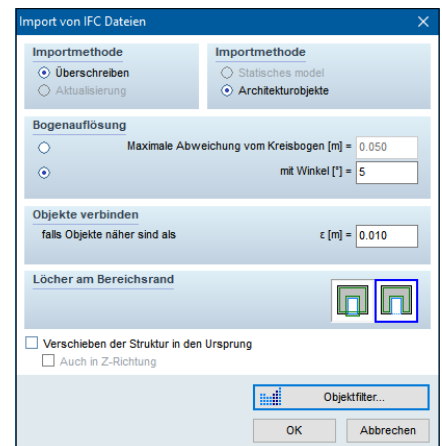 Import von IFC Dateien
Importmethode
Überschreiben
Aktualisierung
Importmethode
Statisches model
Architekturobjekte
Bogenauflösung
Maximale Abweichung vom Kreisbogen [m] = 0.050
mit Winkel [°] = 5
Objekte verbinden
falls Objekte näher sind als ε [m] = 0.010
Löcher am Bereichsrand
Verschieben der Struktur in den Ursprung
Auch in Z-Richtung
Objektfilter...
OK Abbrechen